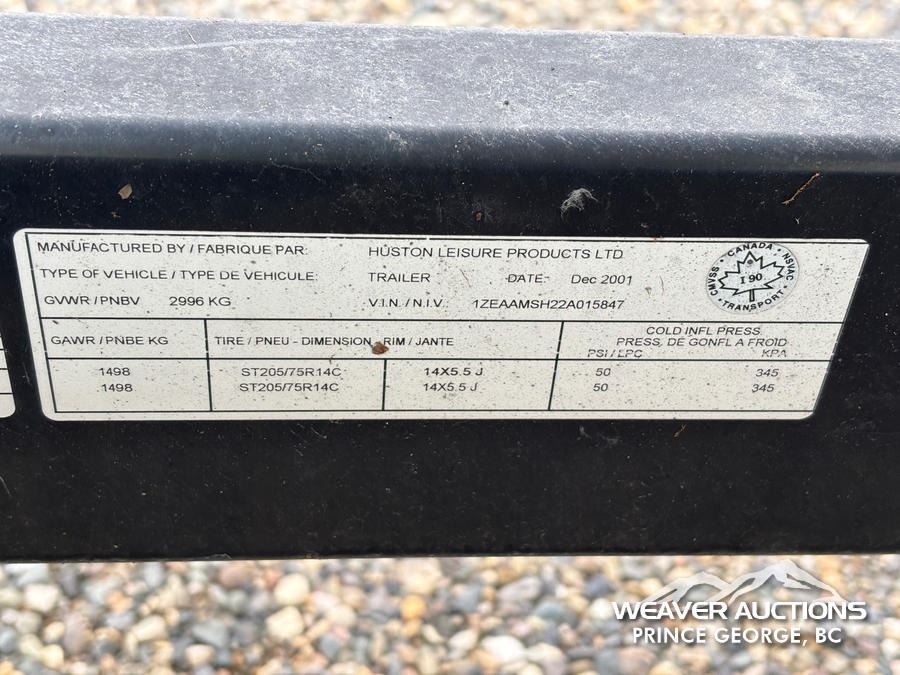 MANUFACTURED BY / FABRIQUE PAR: HUSTON LEISURE PRODUCTS LTD
TYPE OF VEHICLE / TYPE DE VEHICULE: TRAILER DATE: Dec 2001
GVWR / PNBV 2996 KG V.I.N. / N.I.V.: 1ZEAAMSH22A015847
CANADA
CMVSS NSVAC
I 90
TRANSPORT
GAWR / PNBE KG TIRE / PNEU - DIMENSION - RIM / JANTE COLD INFL PRESS.
PRESS. DE GONFL A FROID
PSI / LPC KPA
1498 ST205/75R14C 14X5.5 J 50 345
1498 ST205/75R14C 14X5.5 J 50 345
WEAVER AUCTIONS
PRINCE GEORGE, BC